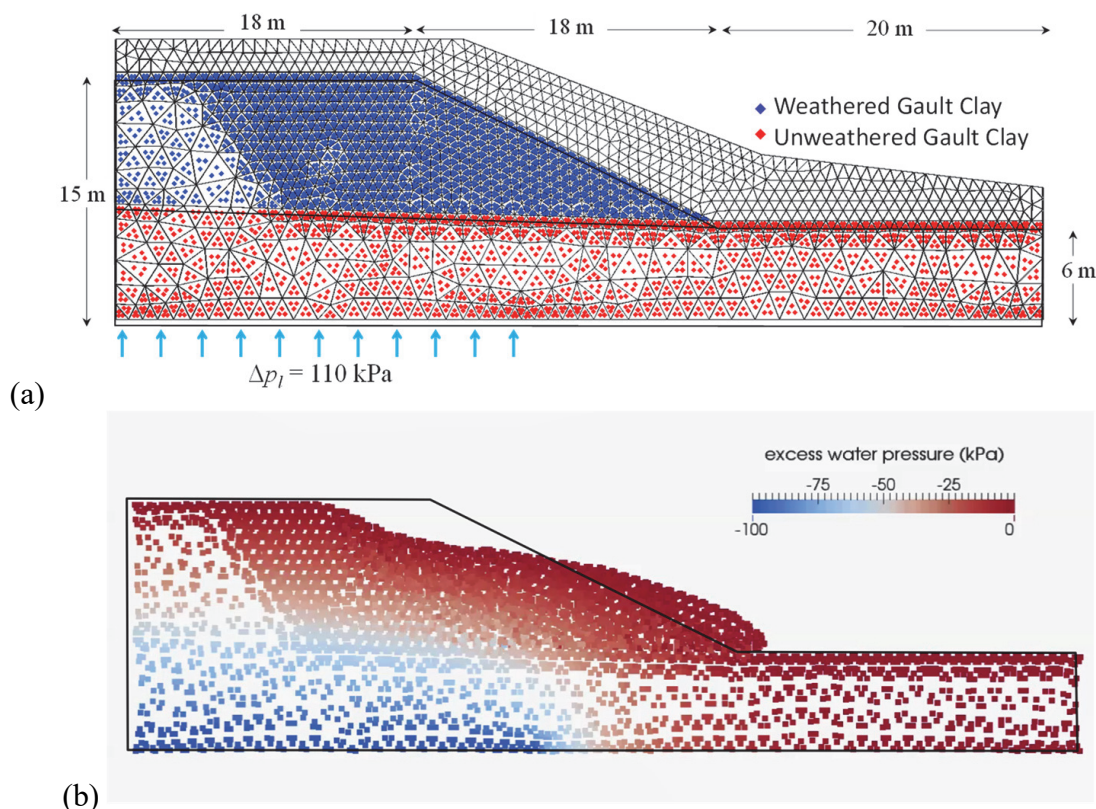 18 m 18 m 20 m
Weathered Gault Clay
Unweathered Gault Clay
15 m
6 m
Δpl = 110 kPa
(a)
excess water pressure (kPa)
-75 -50 -25
-100 0
(b)